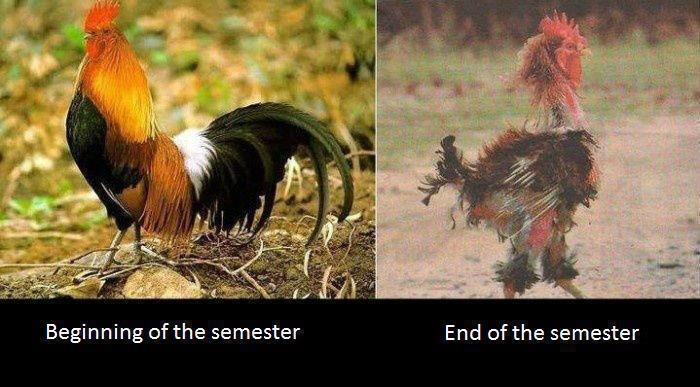 Beginning of the semester
End of the semester